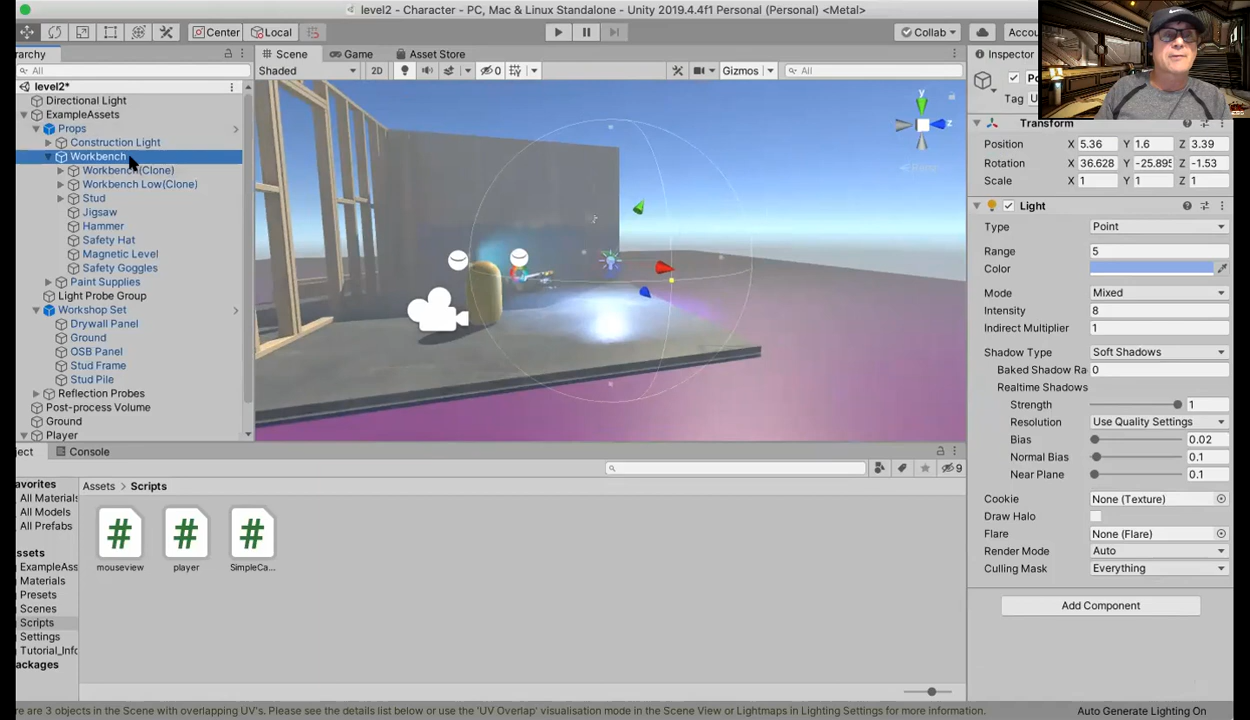 level2 - Character - PC, Mac & Linux Standalone - Unity 2019.4.4f1 Personal (Personal) <Metal>
Center Local Collab Accou
erarchy Scene Game Asset Store Inspector
All Shaded 2D 0 Gizmos All
level2*
Directional Light
ExampleAssets
Props
Construction Light
Workbench
Workbench(Clone)
Workbench Low(Clone)
Stud
Jigsaw
Hammer
Safety Hat
Magnetic Level
Safety Goggles
Paint Supplies
Light Probe Group
Workshop Set
Drywall Panel
Ground
OSB Panel
Stud Frame
Stud Pile
Reflection Probes
Post-process Volume
Ground
Player
y
z
Persp
Po
Tag U
Transform
Position X 5.36 Y 1.6 Z 3.39
Rotation X 36.628 Y -25.895 Z -1.53
Scale X 1 Y 1 Z 1
Light
Type Point
Range 5
Color
Mode Mixed
Intensity 8
Indirect Multiplier 1
Shadow Type Soft Shadows
Baked Shadow Ra 0
Realtime Shadows
Strength 1
Resolution Use Quality Settings
Bias 0.02
Normal Bias 0.1
Near Plane 0.1
Cookie None (Texture)
Draw Halo
Flare None (Flare)
Render Mode Auto
Culling Mask Everything
Add Component
ject Console
9
avorites
All Materials
All Models
All Prefabs
ssets
ExampleAss
Materials
Presets
Scenes
Scripts
Settings
Tutorial_Info
ackages
Assets > Scripts
mouseview player SimpleCa...
re are 3 objects in the Scene with overlapping UV's. Please see the details list below or use the 'UV Overlap' visualisation mode in the Scene View or Lightmaps in Lighting Settings for more information.
Auto Generate Lighting On